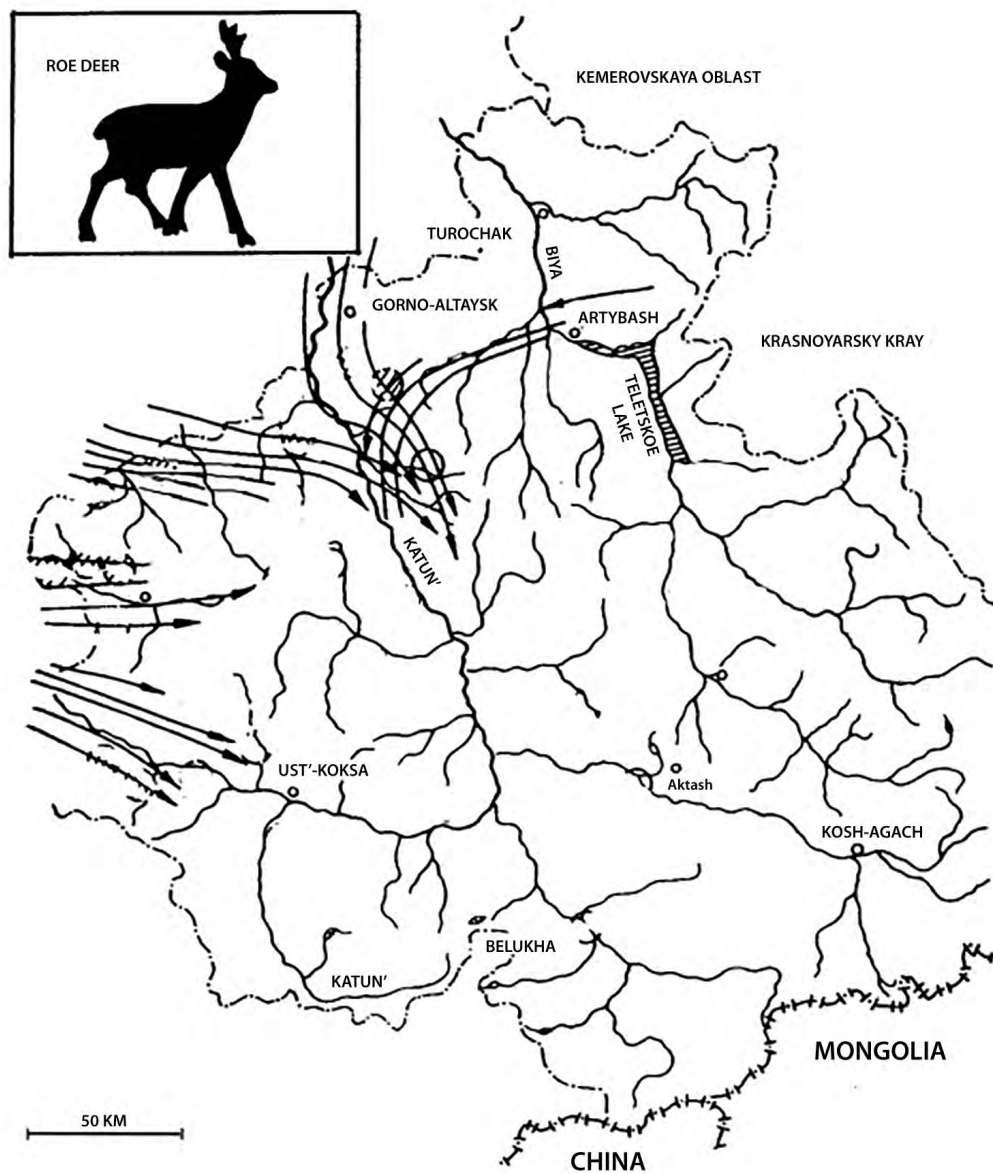 ROE DEER
KEMEROVSKAYA OBLAST
TUROCHAK
BIYA
GORNO-ALTAYSK
ARTYBASH
KRASNOYARSKY KRAY
TELETSKOE
LAKE
KATUN'
UST'-KOKSA
Aktash
KOSH-AGACH
BELUKHA
KATUN'
MONGOLIA
50 KM
CHINA